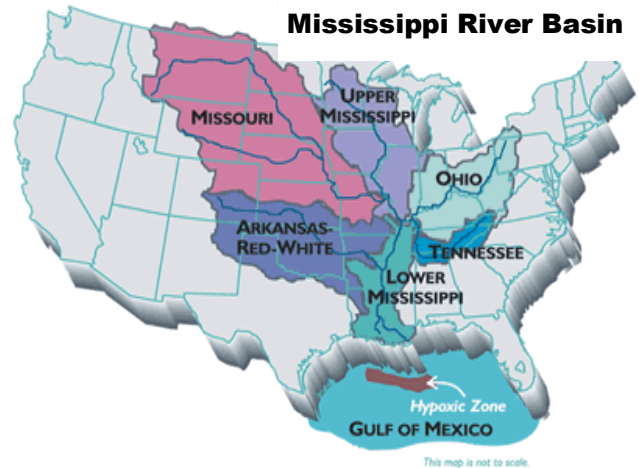 Mississippi River Basin
UPPER
MISSISSIPPI
MISSOURI
OHIO
ARKANSAS-
RED-WHITE
TENNESSEE
LOWER
MISSISSIPPI
Hypoxic Zone
GULF OF MEXICO
This map is not to scale.